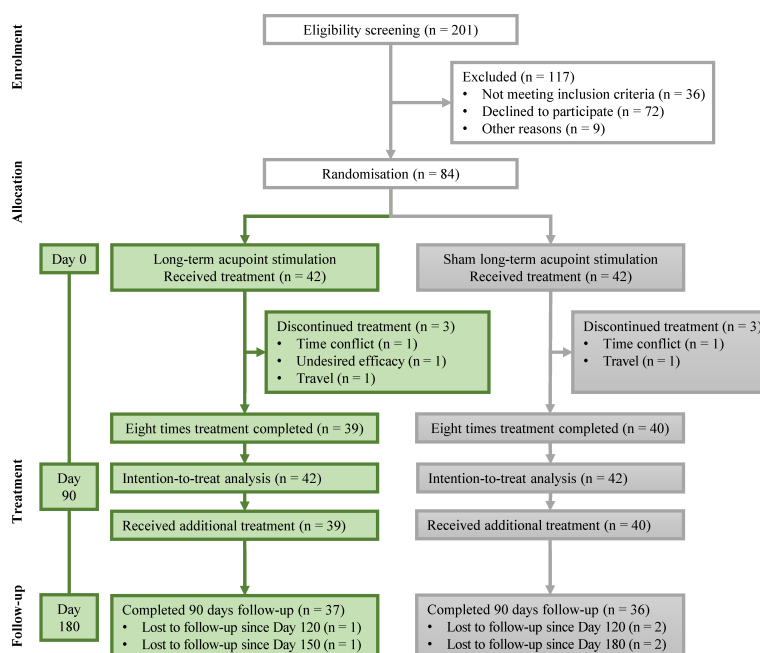 Enrolment
Eligibility screening (n = 201)
Excluded (n = 117)
• Not meeting inclusion criteria (n = 36)
• Declined to participate (n = 72)
• Other reasons (n = 9)
Allocation
Randomisation (n = 84)
Day 0
Long-term acupoint stimulation
Received treatment (n = 42)
Sham long-term acupoint stimulation
Received treatment (n = 42)
Discontinued treatment (n = 3)
• Time conflict (n = 1)
• Undesired efficacy (n = 1)
• Travel (n = 1)
Discontinued treatment (n = 3)
• Time conflict (n = 1)
• Travel (n = 1)
Eight times treatment completed (n = 39)
Eight times treatment completed (n = 40)
Treatment
Day
90
Intention-to-treat analysis (n = 42)
Intention-to-treat analysis (n = 42)
Received additional treatment (n = 39)
Received additional treatment (n = 40)
Follow-up
Day
180
Completed 90 days follow-up (n = 37)
• Lost to follow-up since Day 120 (n = 1)
• Lost to follow-up since Day 150 (n = 1)
Completed 90 days follow-up (n = 36)
• Lost to follow-up since Day 120 (n = 2)
• Lost to follow-up since Day 180 (n = 2)